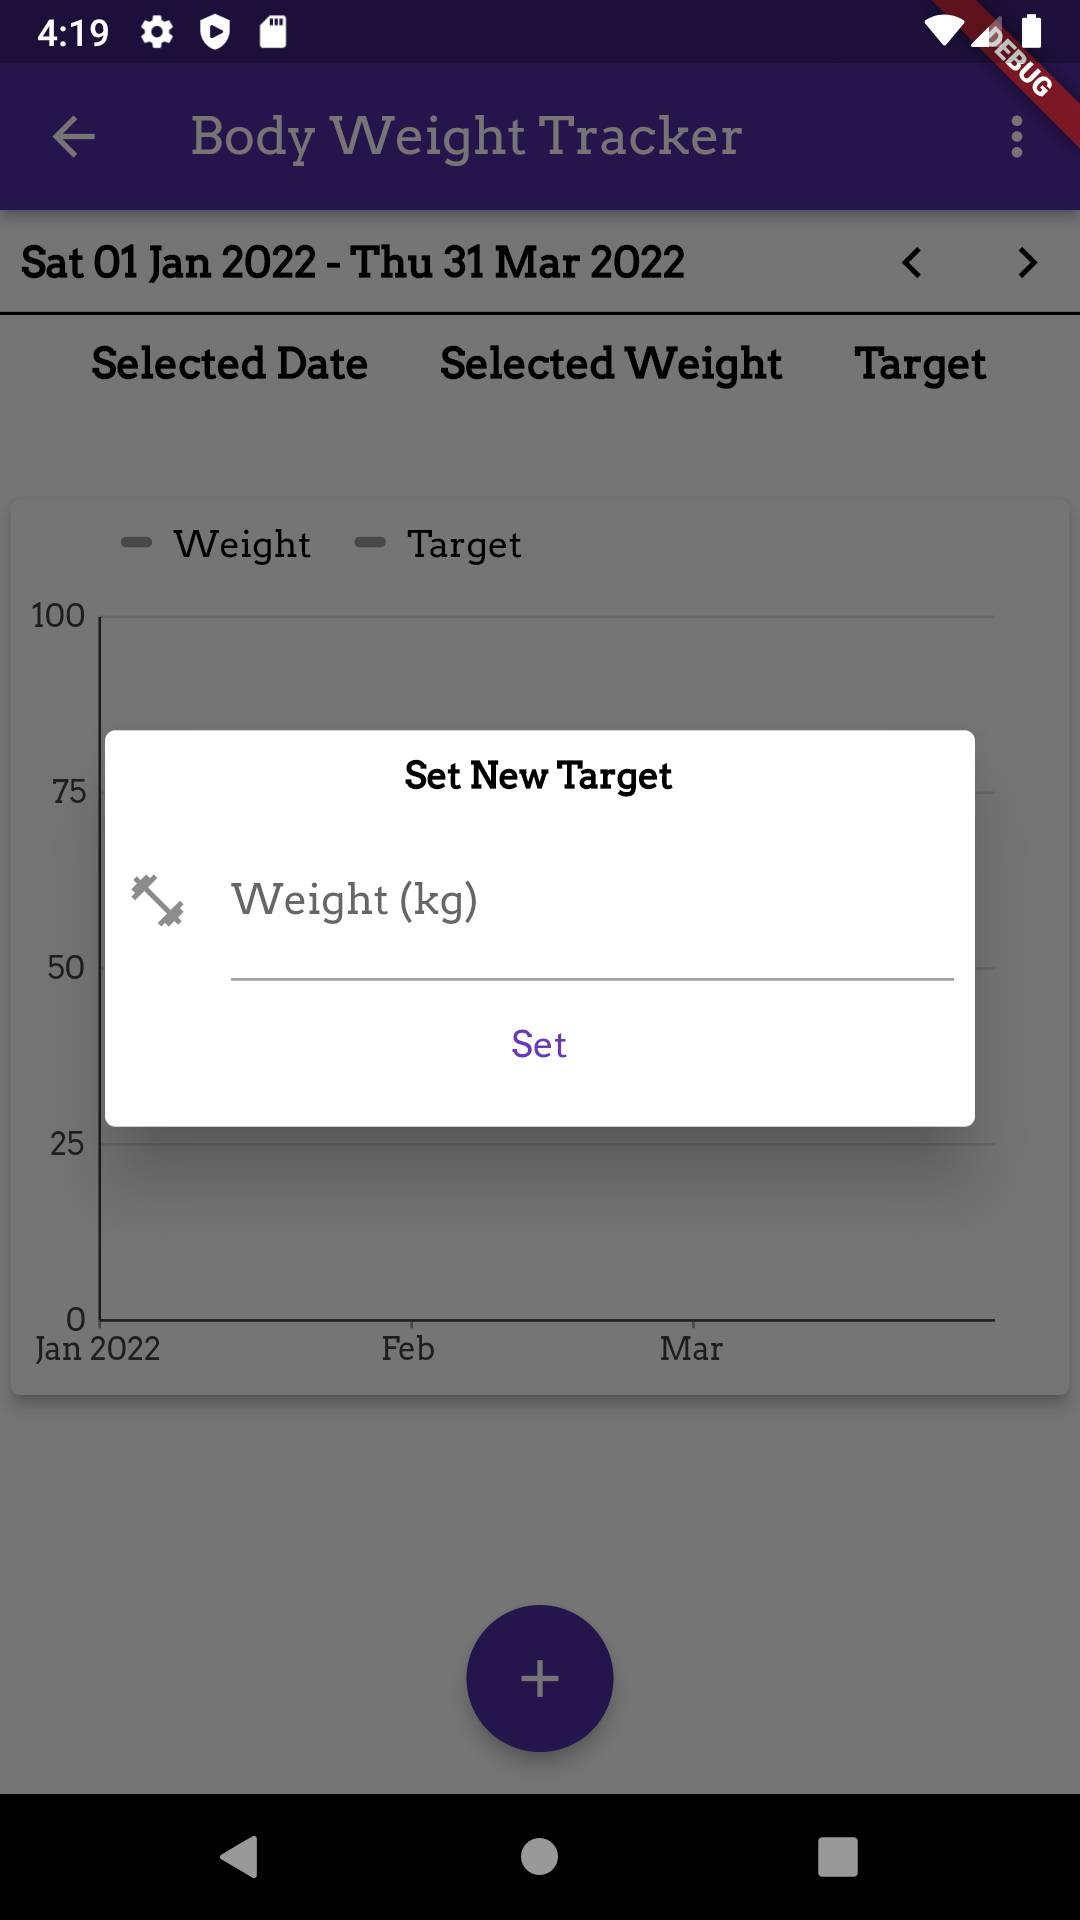 4:19
DEBUG
Body Weight Tracker
Sat 01 Jan 2022 - Thu 31 Mar 2022
Selected Date Selected Weight Target
Weight Target
100
75
Set New Target
Weight (kg)
50
Set
25
0
Jan 2022 Feb Mar